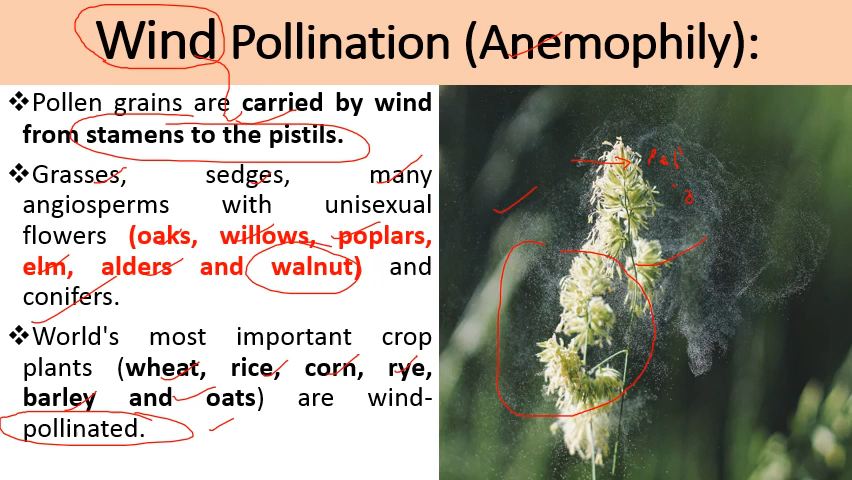 Wind Pollination (Anemophily):
❖Pollen grains are carried by wind
from stamens to the pistils.
❖Grasses, sedges, many
angiosperms with unisexual
flowers (oaks, willows, poplars,
elm, alders and walnut) and
conifers.
❖World's most important crop
plants (wheat, rice, corn, rye,
barley and oats) are wind-
pollinated.